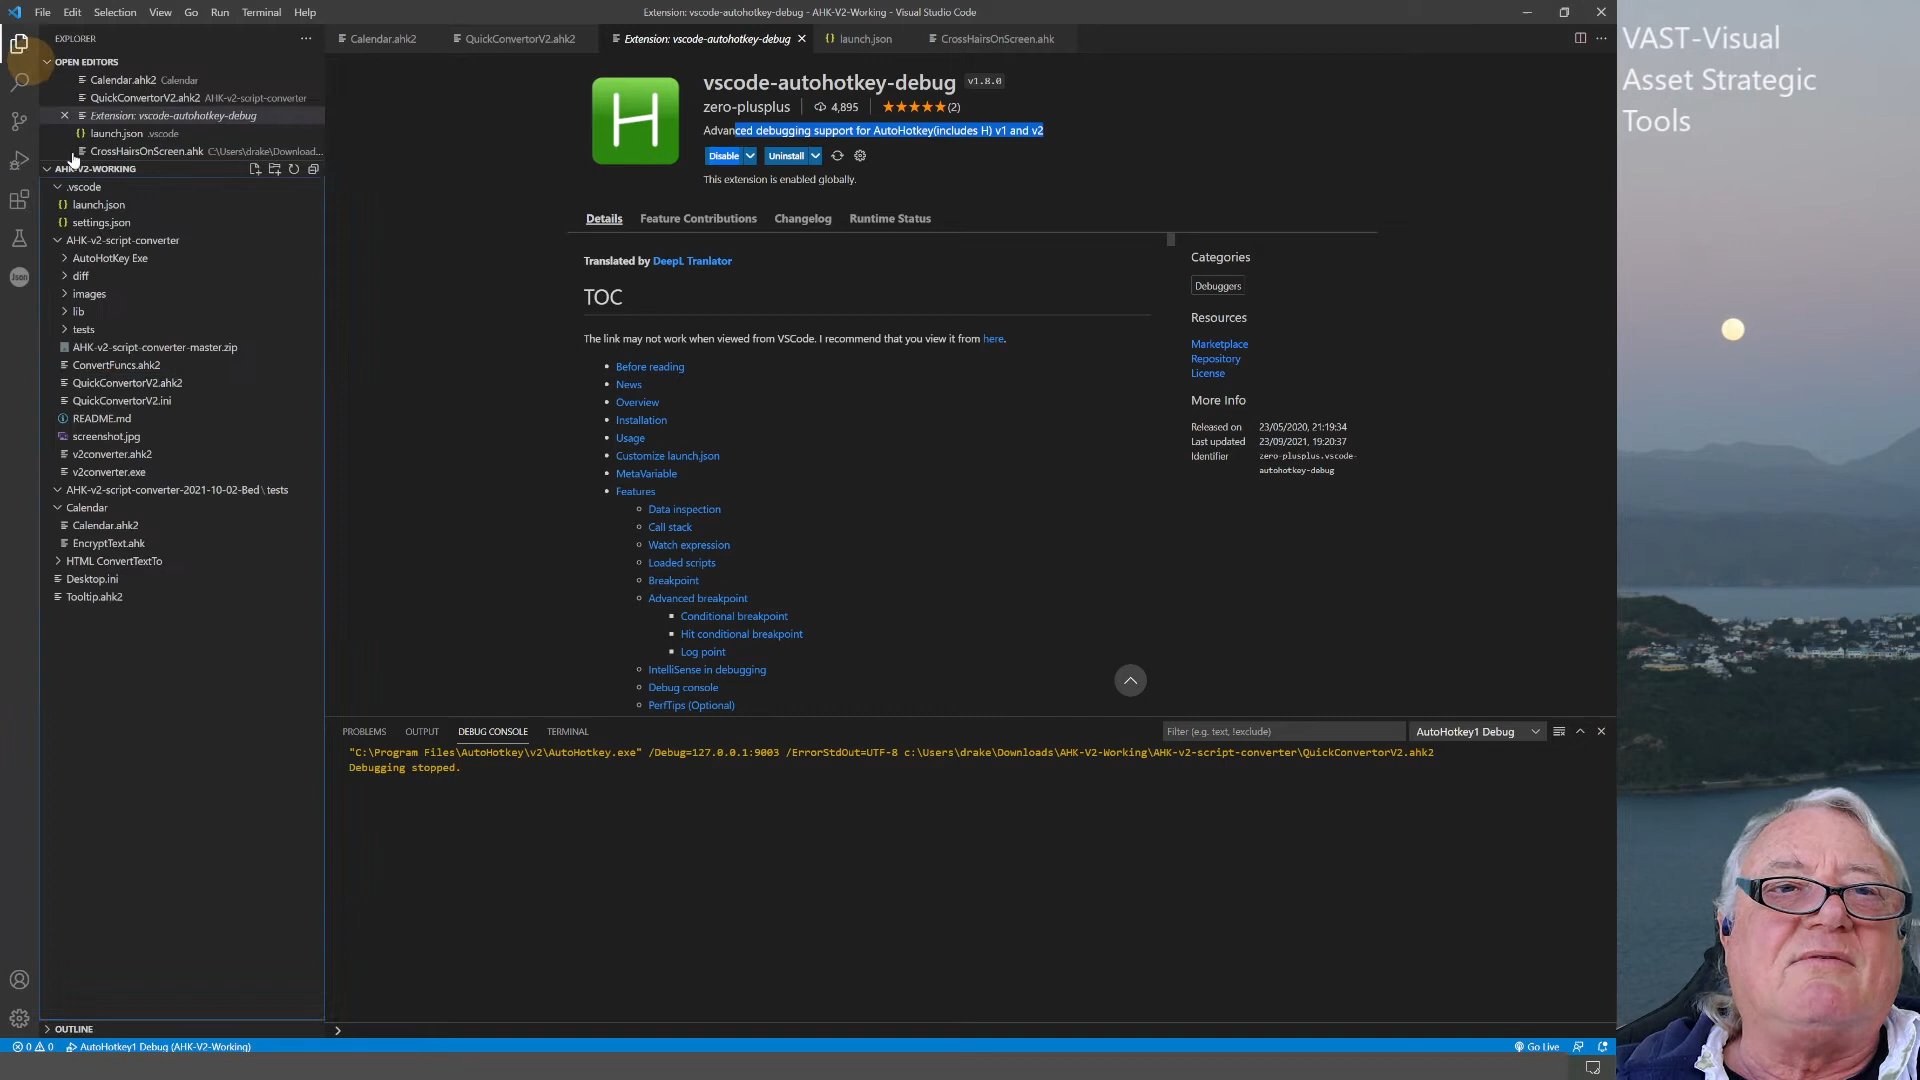 File Edit Selection View Go Run Terminal Help
Extension: vscode-autohotkey-debug - AHK-V2-Working - Visual Studio Code
EXPLORER
OPEN EDITORS
Calendar.ahk2 Calendar
QuickConvertorV2.ahk2 AHK-v2-script-converter
Extension: vscode-autohotkey-debug
launch.json .vscode
CrossHairsOnScreen.ahk C:\Users\drake\Download...
AHK-V2-WORKING
.vscode
launch.json
settings.json
AHK-v2-script-converter
AutoHotKey Exe
diff
images
lib
tests
AHK-v2-script-converter-master.zip
ConvertFuncs.ahk2
QuickConvertorV2.ahk2
QuickConvertorV2.ini
README.md
screenshot.jpg
v2converter.ahk2
v2converter.exe
AHK-v2-script-converter-2021-10-02-Bed\tests
Calendar
Calendar.ahk2
EncryptText.ahk
HTML ConvertTextTo
Desktop.ini
Tooltip.ahk2
OUTLINE
Json
Calendar.ahk2 QuickConvertorV2.ahk2 Extension: vscode-autohotkey-debug launch.json CrossHairsOnScreen.ahk
H
vscode-autohotkey-debug v1.8.0
zero-plusplus 4,895 (2)
Advanced debugging support for AutoHotkey(includes H) v1 and v2
Disable Uninstall
This extension is enabled globally.
Details Feature Contributions Changelog Runtime Status
Translated by DeepL Tranlator
TOC
The link may not work when viewed from VSCode. I recommend that you view it from here.
Before reading
News
Overview
Installation
Usage
Customize launch.json
MetaVariable
Features
Data inspection
Call stack
Watch expression
Loaded scripts
Breakpoint
Advanced breakpoint
Conditional breakpoint
Hit conditional breakpoint
Log point
IntelliSense in debugging
Debug console
PerfTips (Optional)
Categories
Debuggers
Resources
Marketplace
Repository
License
More Info
Released on 23/05/2020, 21:19:34
Last updated 23/09/2021, 19:20:37
Identifier zero-plusplus.vscode-
autohotkey-debug
PROBLEMS OUTPUT DEBUG CONSOLE TERMINAL
Filter (e.g. text, !exclude) AutoHotkey1 Debug
"C:\Program Files\AutoHotkey\v2\AutoHotkey.exe" /Debug=127.0.0.1:9003 /ErrorStdOut=UTF-8 c:\Users\drake\Downloads\AHK-V2-Working\AHK-v2-script-converter\QuickConvertorV2.ahk2
Debugging stopped.
0 0 AutoHotkey1 Debug (AHK-V2-Working)
Go Live
VAST-Visual
Asset Strategic
Tools